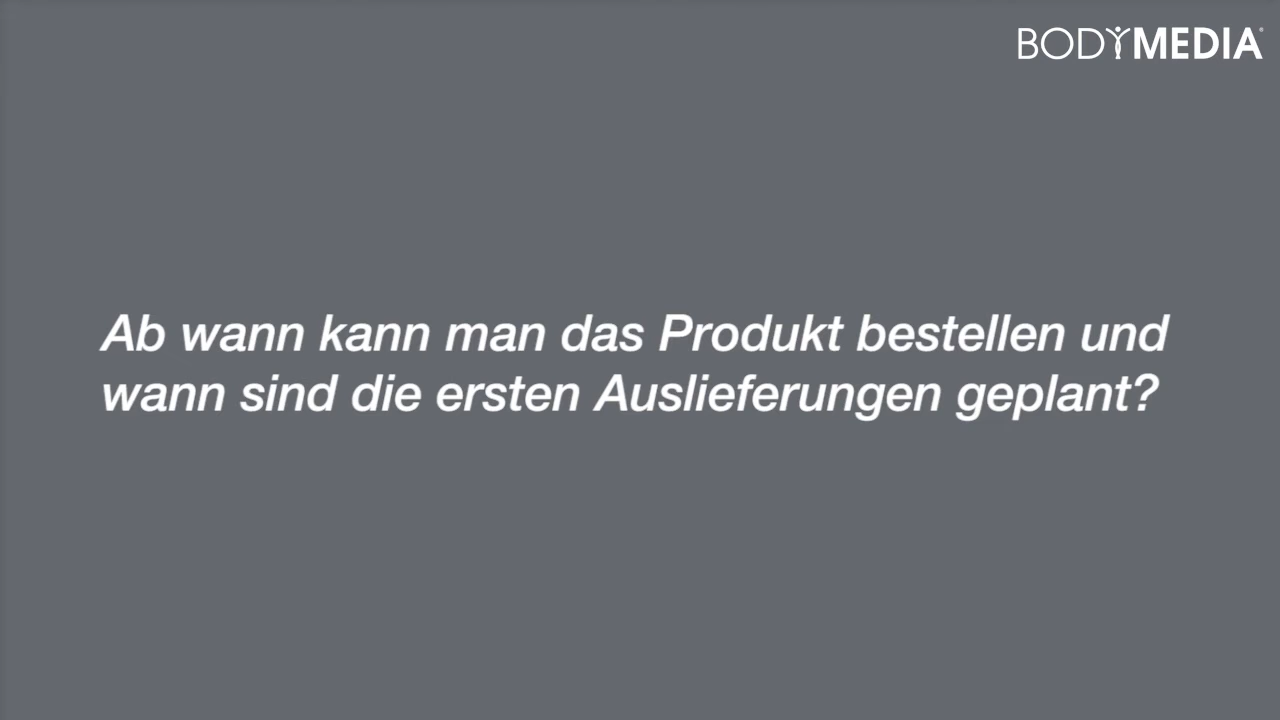 BODYMEDIA
Ab wann kann man das Produkt bestellen und
wann sind die ersten Auslieferungen geplant?